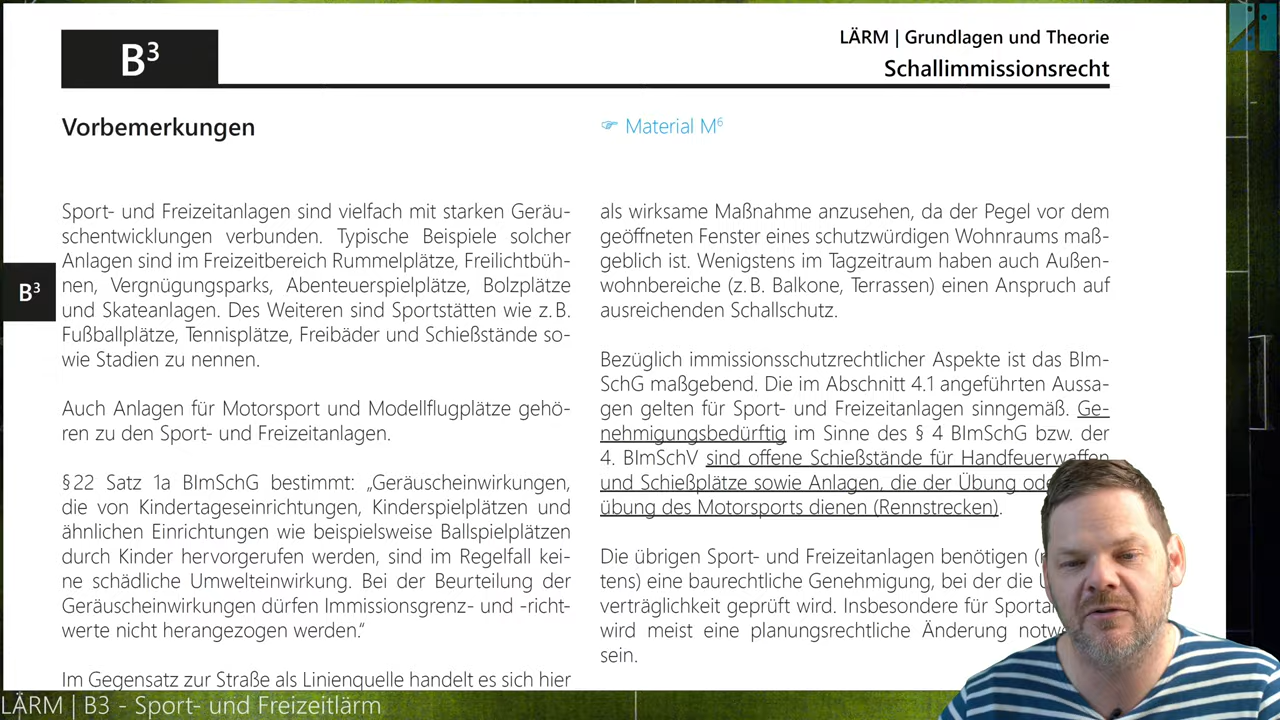 B³
LÄRM | Grundlagen und Theorie
Schallimmissionsrecht
Vorbemerkungen
Sport- und Freizeitanlagen sind vielfach mit starken Geräu-
schentwicklungen verbunden. Typische Beispiele solcher
Anlagen sind im Freizeitbereich Rummelplätze, Freilichtbüh-
nen, Vergnügungsparks, Abenteuerspielplätze, Bolzplätze
und Skateanlagen. Des Weiteren sind Sportstätten wie z. B.
Fußballplätze, Tennisplätze, Freibäder und Schießstände so-
wie Stadien zu nennen.
Auch Anlagen für Motorsport und Modellflugplätze gehö-
ren zu den Sport- und Freizeitanlagen.
§ 22 Satz 1a BImSchG bestimmt: „Geräuscheinwirkungen,
die von Kindertageseinrichtungen, Kinderspielplätzen und
ähnlichen Einrichtungen wie beispielsweise Ballspielplätzen
durch Kinder hervorgerufen werden, sind im Regelfall kei-
ne schädliche Umwelteinwirkung. Bei der Beurteilung der
Geräuscheinwirkungen dürfen Immissionsgrenz- und -richt-
werte nicht herangezogen werden.“
Im Gegensatz zur Straße als Linienquelle handelt es sich hier
B³
☞ Material M⁶
als wirksame Maßnahme anzusehen, da der Pegel vor dem
geöffneten Fenster eines schutzwürdigen Wohnraums maß-
geblich ist. Wenigstens im Tagzeitraum haben auch Außen-
wohnbereiche (z. B. Balkone, Terrassen) einen Anspruch auf
ausreichenden Schallschutz.
Bezüglich immissionsschutzrechtlicher Aspekte ist das BIm-
SchG maßgebend. Die im Abschnitt 4.1 angeführten Aussa-
gen gelten für Sport- und Freizeitanlagen sinngemäß. Ge-
nehmigungsbedürftig im Sinne des § 4 BImSchG bzw. der
4. BImSchV sind offene Schießstände für Handfeuerwaffen
und Schießplätze sowie Anlagen, die der Übung
übung des Motorsports dienen (Rennstrecken).
Die übrigen Sport- und Freizeitanlagen benötigen
tens) eine baurechtliche Genehmigung, bei der die
verträglichkeit geprüft wird. Insbesondere für
wird meist eine planungsrechtliche Änderung
sein.
LÄRM | B3 - Sport- und Freizeitlärm